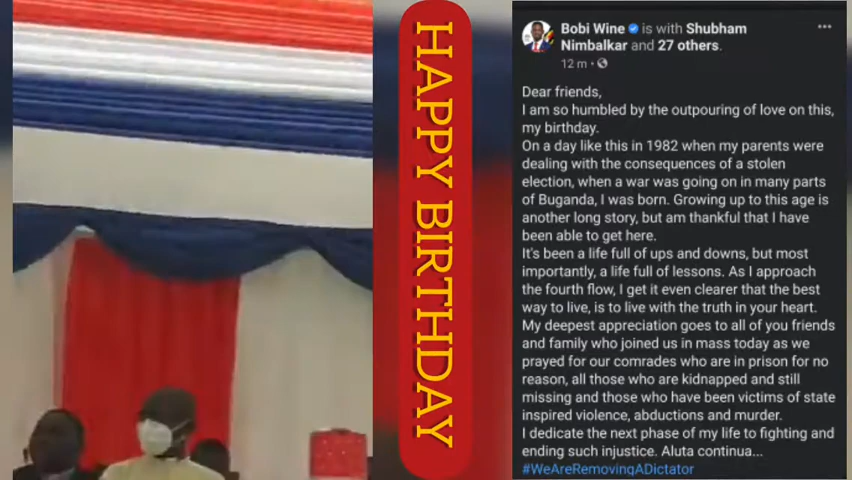 HAPPY BIRTHDAY
Bobi Wine is with Shubham
Nimbalkar and 27 others.
12 m ·
Dear friends,
I am so humbled by the outpouring of love on this,
my birthday.
On a day like this in 1982 when my parents were
dealing with the consequences of a stolen
election, when a war was going on in many parts
of Buganda, I was born. Growing up to this age is
another long story, but am thankful that I have
been able to get here.
It's been a life full of ups and downs, but most
importantly, a life full of lessons. As I approach
the fourth flow, I get it even clearer that the best
way to live, is to live with the truth in your heart.
My deepest appreciation goes to all of you friends
and family who joined us in mass today as we
prayed for our comrades who are in prison for no
reason, all those who are kidnapped and still
missing and those who have been victims of state
inspired violence, abductions and murder.
I dedicate the next phase of my life to fighting and
ending such injustice. Aluta continua...
#WeAreRemovingADictator